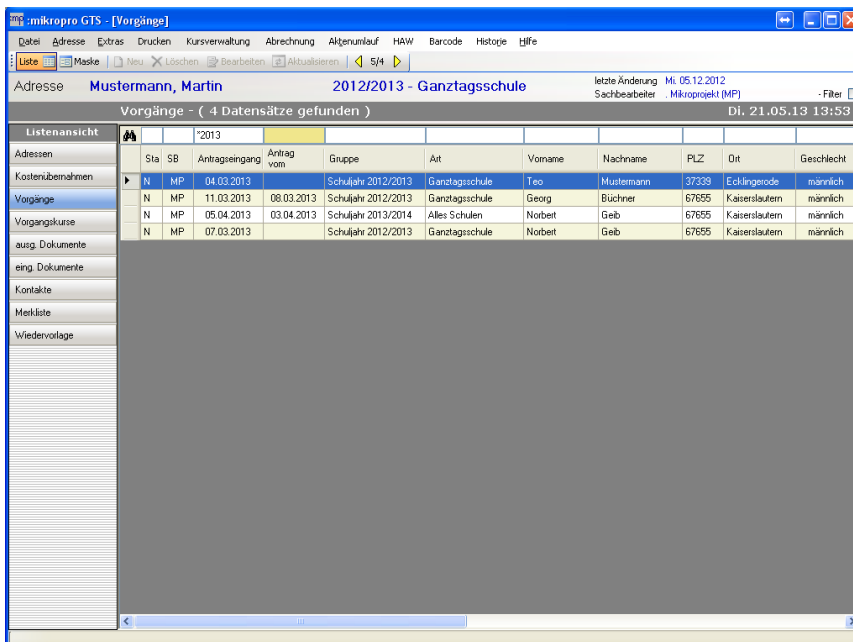 :mp :mikropro GTS - [Vorgänge]
Datei Adresse Extras Drucken Kursverwaltung Abrechnung Aktenumlauf HAW Barcode Historie Hilfe
Liste Maske Neu Löschen Bearbeiten Aktualisieren 5/4
Adresse Mustermann, Martin 2012/2013 - Ganztagsschule letzte Änderung Mi. 05.12.2012
Sachbearbeiter . Mikroprojekt (MP) - Filter
Vorgänge - ( 4 Datensätze gefunden ) Di. 21.05.13 13:53
Listenansicht
Adressen
Kostenübernahmen
Vorgänge
Vorgangskurse
ausg. Dokumente
eing. Dokumente
Kontakte
Merkliste
Wiedervorlage
*2013
Sta SB Antragseingang Antrag vom Gruppe Art Vorname Nachname PLZ Ort Geschlecht
N MP 04.03.2013 Schuljahr 2012/2013 Ganztagsschule Teo Mustermann 37339 Ecklingerode männlich
N MP 11.03.2013 08.03.2013 Schuljahr 2012/2013 Ganztagsschule Georg Büchner 67655 Kaiserslautern männlich
N MP 05.04.2013 03.04.2013 Schuljahr 2013/2014 Alles Schulen Norbert Geib 67655 Kaiserslautern männlich
N MP 07.03.2013 Schuljahr 2012/2013 Ganztagsschule Norbert Geib 67655 Kaiserslautern männlich